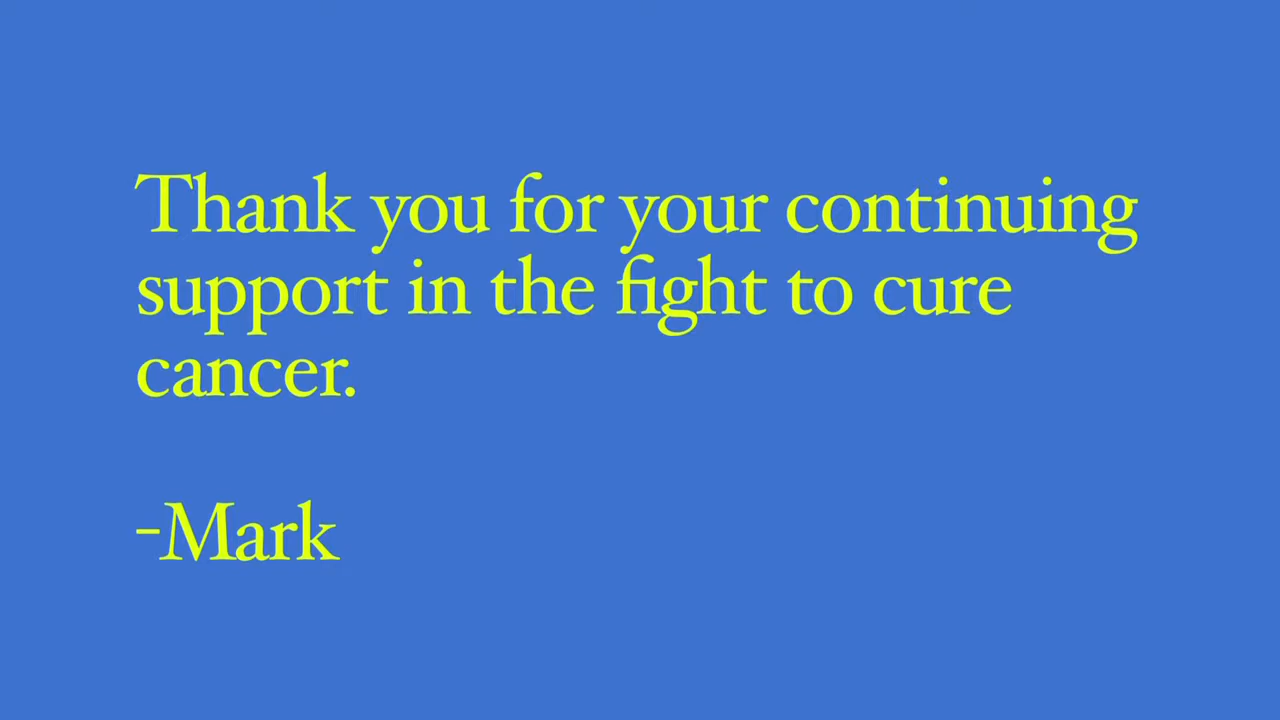 Thank you for your continuing
support in the fight to cure
cancer.
-Mark